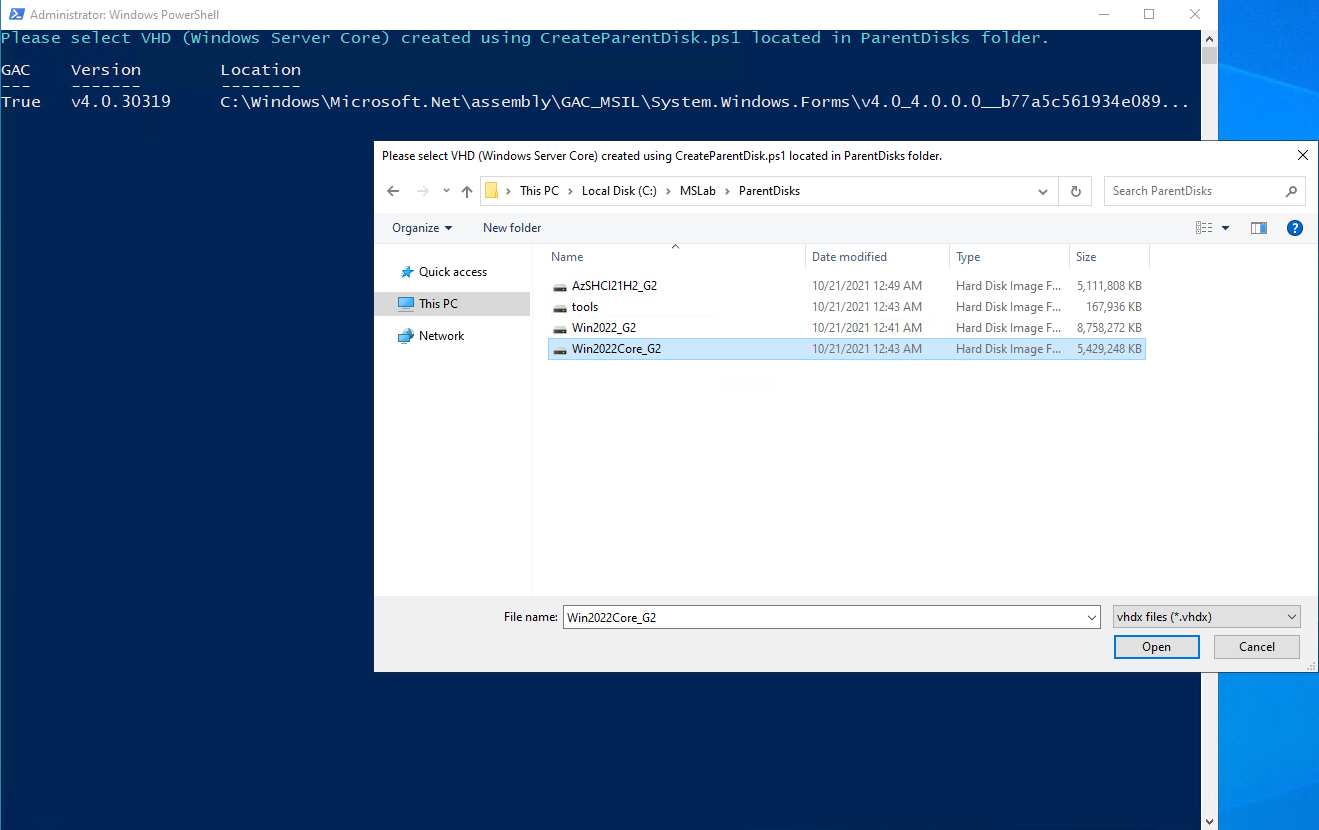 Administrator: Windows PowerShell
Please select VHD (Windows Server Core) created using CreateParentDisk.ps1 located in ParentDisks folder.
GAC Version Location
--- ------- --------
True v4.0.30319 C:\Windows\Microsoft.Net\assembly\GAC_MSIL\System.Windows.Forms\v4.0_4.0.0.0__b77a5c561934e089...
Please select VHD (Windows Server Core) created using CreateParentDisk.ps1 located in ParentDisks folder.
This PC > Local Disk (C:) > MSLab > ParentDisks
Search ParentDisks
Organize New folder
Name Date modified Type Size
Quick access
This PC
Network
AzSHCI21H2_G2 10/21/2021 12:49 AM Hard Disk Image F... 5,111,808 KB
tools 10/21/2021 12:43 AM Hard Disk Image F... 167,936 KB
Win2022_G2 10/21/2021 12:41 AM Hard Disk Image F... 8,758,272 KB
Win2022Core_G2 10/21/2021 12:43 AM Hard Disk Image F... 5,429,248 KB
File name: Win2022Core_G2 vhdx files (*.vhdx)
Open Cancel